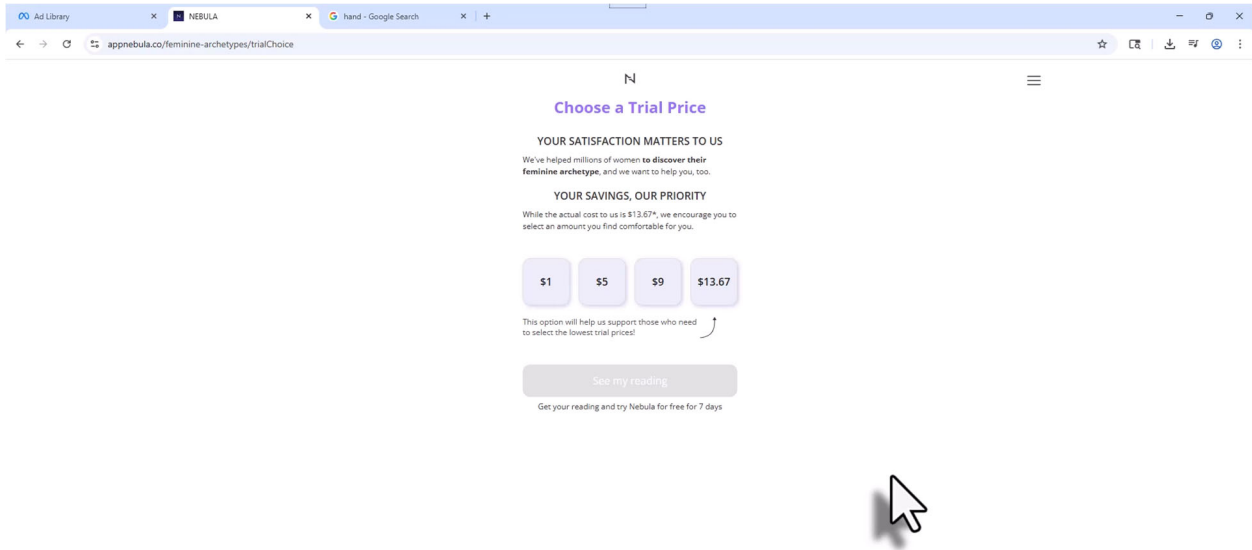 Ad Library
NEBULA
hand - Google Search
appnebula.co/feminine-archetypes/trialChoice
Choose a Trial Price
YOUR SATISFACTION MATTERS TO US
We've helped millions of women to discover their
feminine archetype, and we want to help you, too.
YOUR SAVINGS, OUR PRIORITY
While the actual cost to us is $13.67*, we encourage you to
select an amount you find comfortable for you.
$1 $5 $9 $13.67
This option will help us support those who need
to select the lowest trial prices!
See my reading
Get your reading and try Nebula for free for 7 days